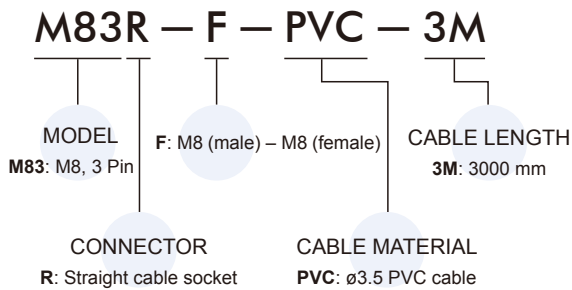 M83R – F – PVC – 3M
MODEL
M83: M8, 3 Pin
F: M8 (male) – M8 (female)
CABLE LENGTH
3M: 3000 mm
CONNECTOR
R: Straight cable socket
CABLE MATERIAL
PVC: ø3.5 PVC cable